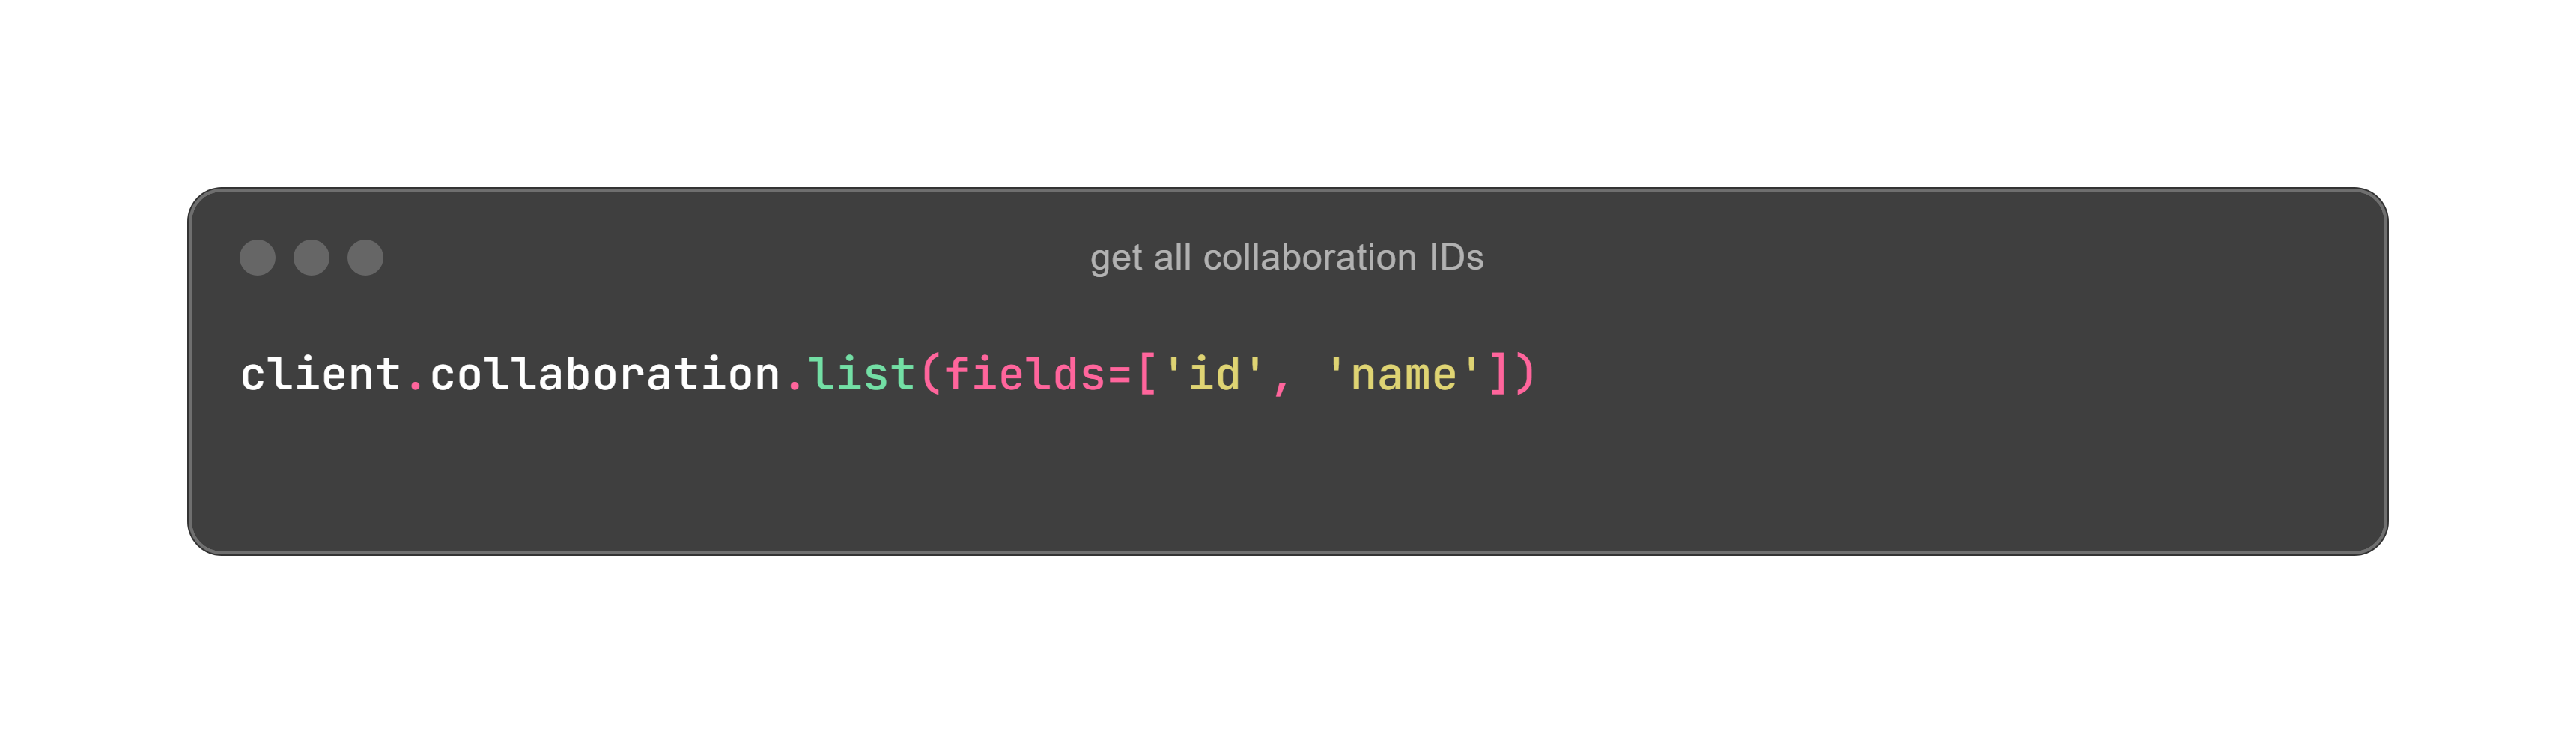 get all collaboration IDs
client.collaboration.list(fields=['id', 'name'])